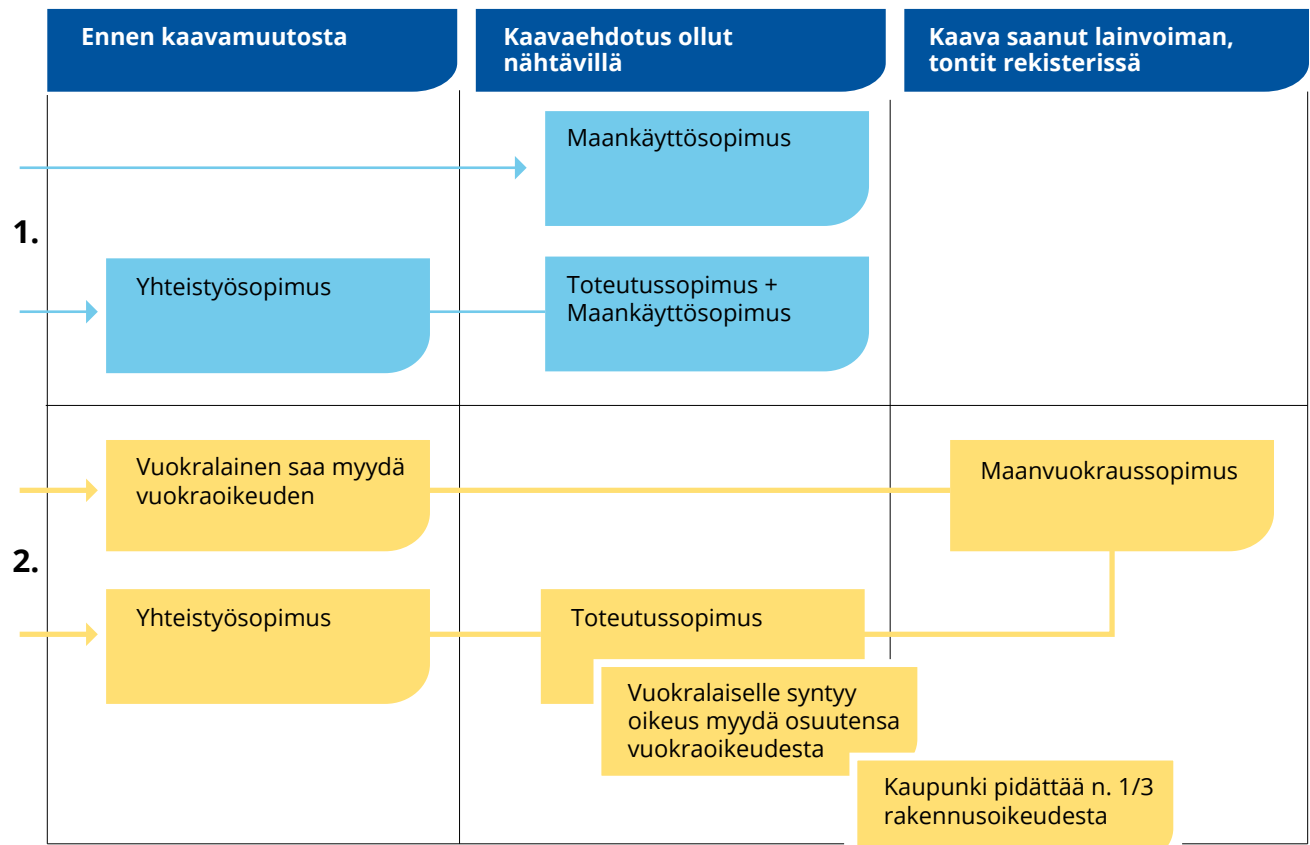 Ennen kaavamuutosta
Kaavaehdotus ollut
nähtävillä
Kaava saanut lainvoiman,
tontit rekisterissä
1.
Maankäyttösopimus
Yhteistyösopimus
Toteutussopimus +
Maankäyttösopimus
2.
Vuokralainen saa myydä
vuokraoikeuden
Maanvuokraussopimus
Yhteistyösopimus
Toteutussopimus
Vuokralaiselle syntyy
oikeus myydä osuutensa
vuokraoikeudesta
Kaupunki pidättää n. 1/3
rakennusoikeudesta